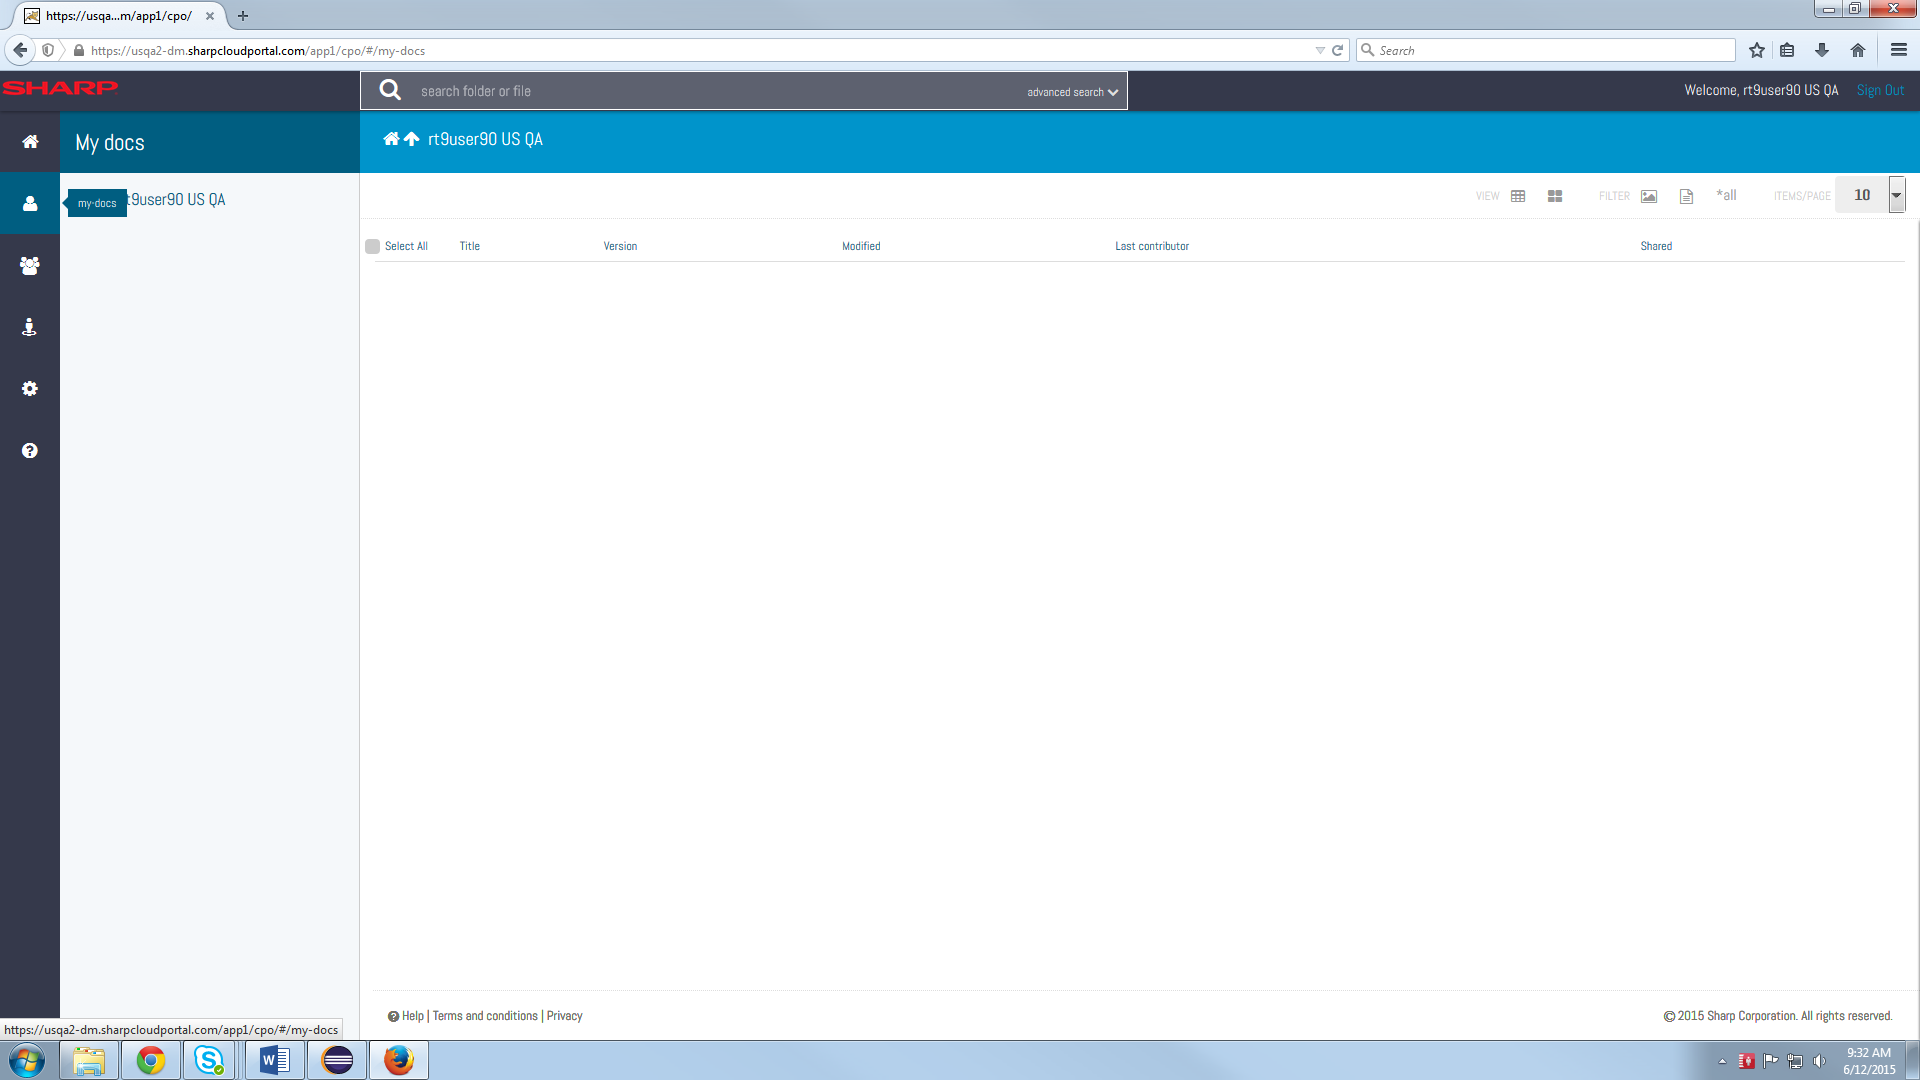 https://usqa...m/app1/cpo/
https://usqa2-dm.sharpcloudportal.com/app1/cpo/#/my-docs
Search
SHARP
search folder or file
advanced search
Welcome, rt9user90 US QA
Sign Out
My docs
rt9user90 US QA
my-docs
t9user90 US QA
VIEW
FILTER
*all
ITEMS/PAGE
10
Select All
Title
Version
Modified
Last contributor
Shared
Help | Terms and conditions | Privacy
© 2015 Sharp Corporation. All rights reserved.
https://usqa2-dm.sharpcloudportal.com/app1/cpo/#/my-docs
9:32 AM
6/12/2015